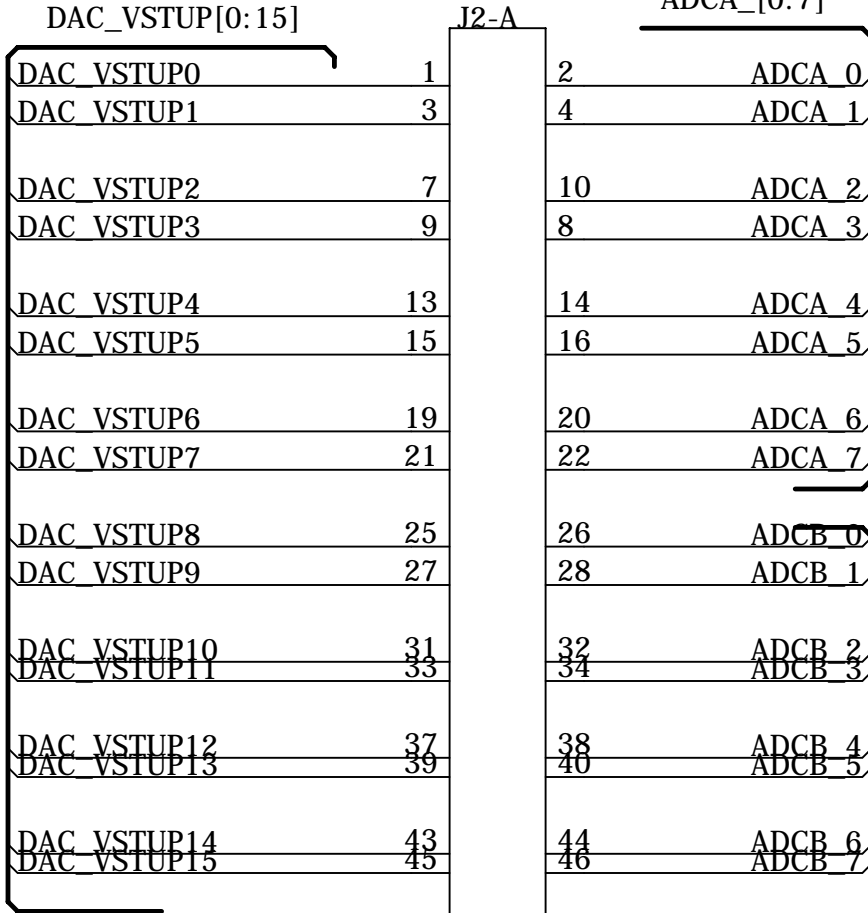 DAC_VSTUP[0:15] J2-A ADCA_[0:7]
DAC_VSTUP0 1 2 ADCA_0
DAC_VSTUP1 3 4 ADCA_1
DAC_VSTUP2 7 10 ADCA_2
DAC_VSTUP3 9 8 ADCA_3
DAC_VSTUP4 13 14 ADCA_4
DAC_VSTUP5 15 16 ADCA_5
DAC_VSTUP6 19 20 ADCA_6
DAC_VSTUP7 21 22 ADCA_7
DAC_VSTUP8 25 26 ADCB_0
DAC_VSTUP9 27 28 ADCB_1
DAC_VSTUP10 31 32 ADCB_2
DAC_VSTUP11 33 34 ADCB_3
DAC_VSTUP12 37 38 ADCB_4
DAC_VSTUP13 39 40 ADCB_5
DAC_VSTUP14 43 44 ADCB_6
DAC_VSTUP15 45 46 ADCB_7